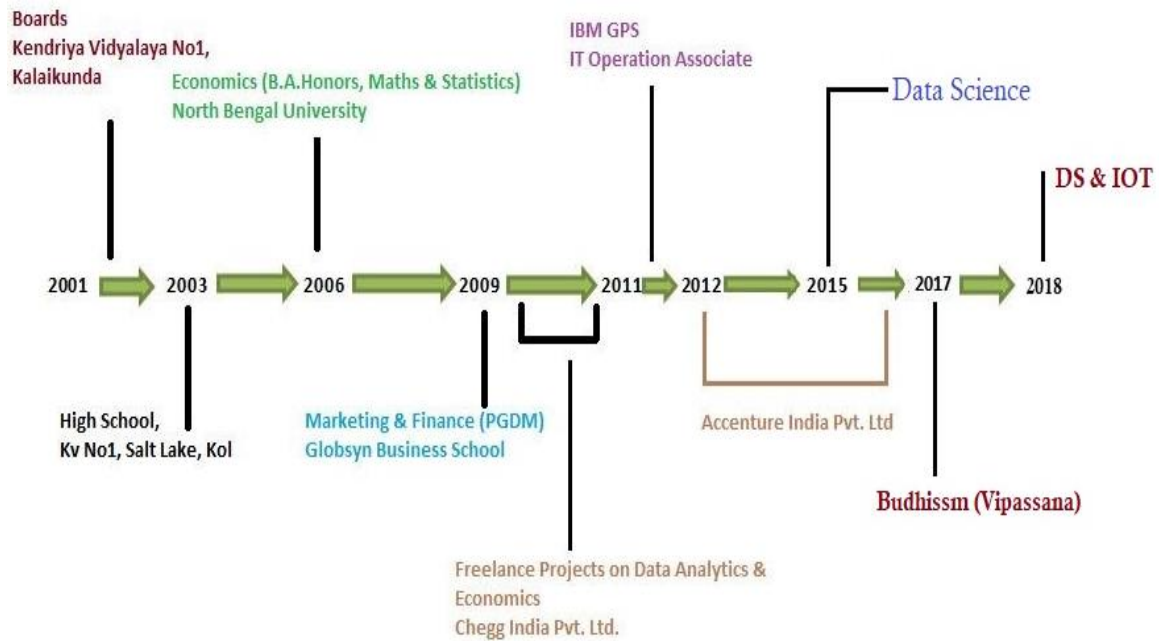 Boards
Kendriya Vidyalaya No1,
Kalaikunda
Economics (B.A.Honors, Maths & Statistics)
North Bengal University
IBM GPS
IT Operation Associate
Data Science
DS & IOT
2001
2003
2006
2009
2011
2012
2015
2017
2018
High School,
Kv No1, Salt Lake, Kol
Marketing & Finance (PGDM)
Globsyn Business School
Accenture India Pvt. Ltd
Budhissm (Vipassana)
Freelance Projects on Data Analytics &
Economics
Chegg India Pvt. Ltd.